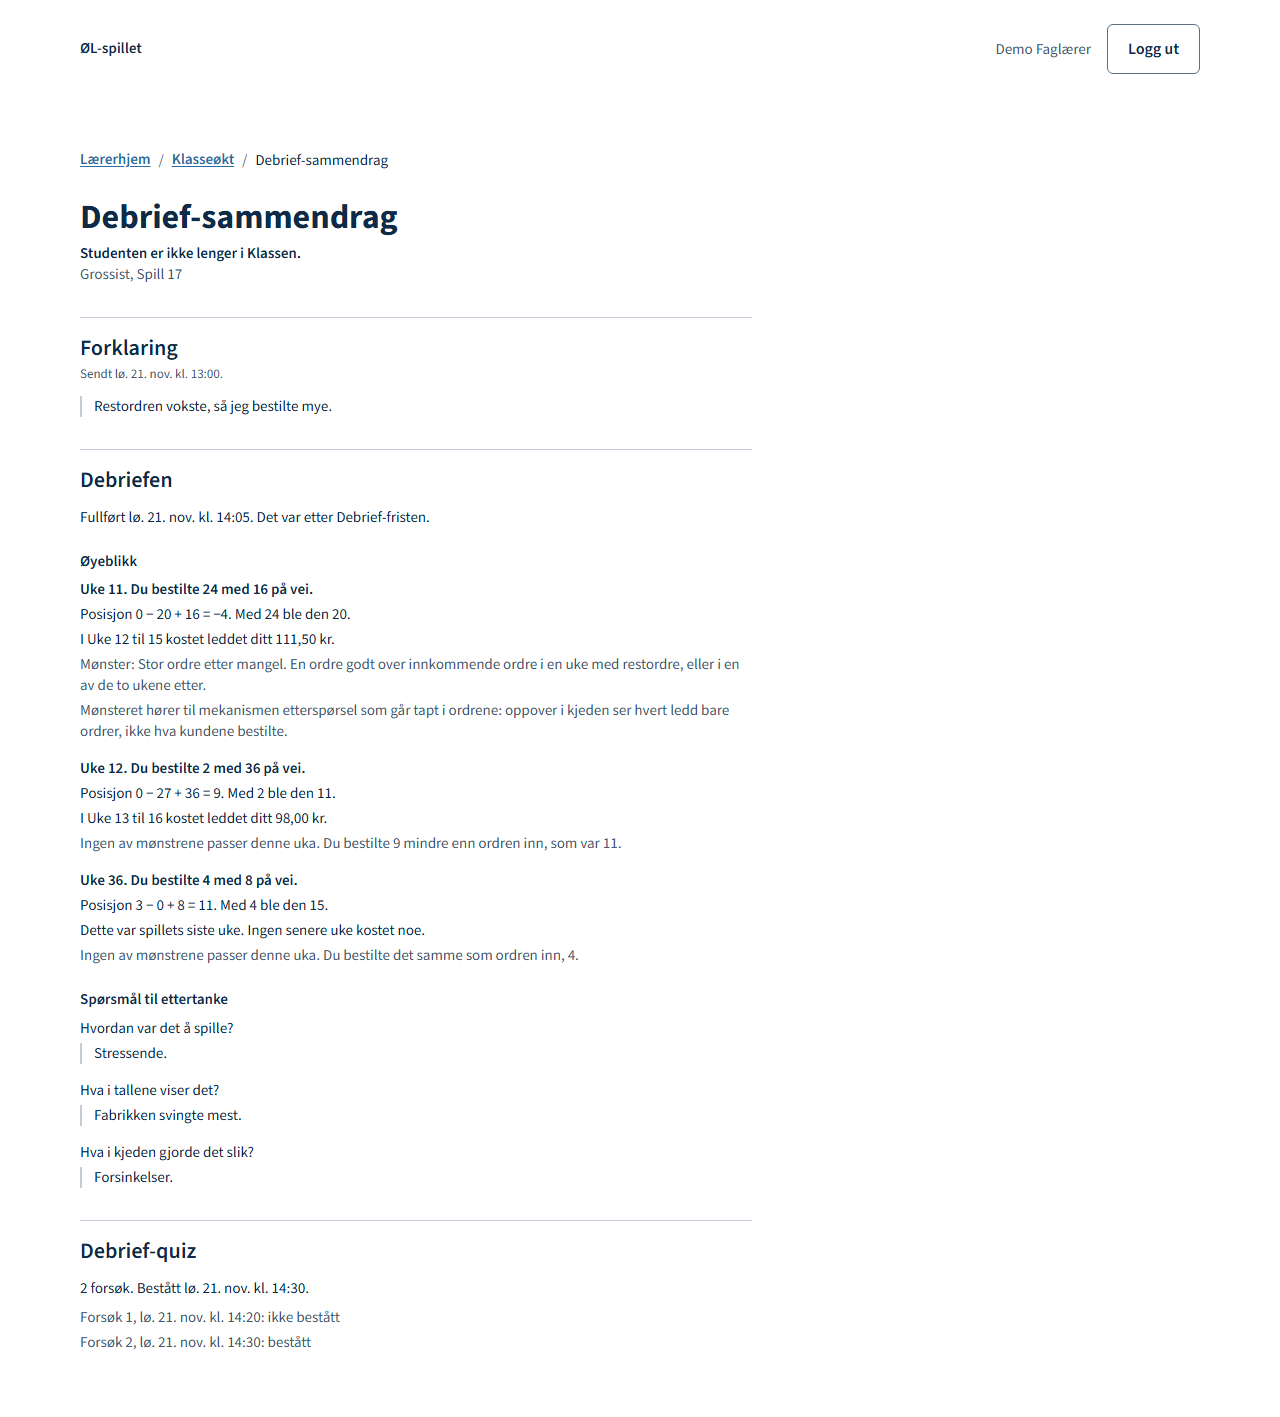 ØL-spillet
Demo Faglærer
Logg ut
Lærerhjem / Klasseøkt / Debrief-sammendrag
Debrief-sammendrag
Studenten er ikke lenger i Klassen.
Grossist, Spill 17
Forklaring
Sendt lø. 21. nov. kl. 13:00.
Restordren vokste, så jeg bestilte mye.
Debriefen
Fullført lø. 21. nov. kl. 14:05. Det var etter Debrief-fristen.
Øyeblikk
Uke 11. Du bestilte 24 med 16 på vei.
Posisjon 0 − 20 + 16 = −4. Med 24 ble den 20.
I Uke 12 til 15 kostet leddet ditt 111,50 kr.
Mønster: Stor ordre etter mangel. En ordre godt over innkommende ordre i en uke med restordre, eller i en
av de to ukene etter.
Mønsteret hører til mekanismen etterspørsel som går tapt i ordrene: oppover i kjeden ser hvert ledd bare
ordrer, ikke hva kundene bestilte.
Uke 12. Du bestilte 2 med 36 på vei.
Posisjon 0 − 27 + 36 = 9. Med 2 ble den 11.
I Uke 13 til 16 kostet leddet ditt 98,00 kr.
Ingen av mønstrene passer denne uka. Du bestilte 9 mindre enn ordren inn, som var 11.
Uke 36. Du bestilte 4 med 8 på vei.
Posisjon 3 − 0 + 8 = 11. Med 4 ble den 15.
Dette var spillets siste uke. Ingen senere uke kostet noe.
Ingen av mønstrene passer denne uka. Du bestilte det samme som ordren inn, 4.
Spørsmål til ettertanke
Hvordan var det å spille?
Stressende.
Hva i tallene viser det?
Fabrikken svingte mest.
Hva i kjeden gjorde det slik?
Forsinkelser.
Debrief-quiz
2 forsøk. Bestått lø. 21. nov. kl. 14:30.
Forsøk 1, lø. 21. nov. kl. 14:20: ikke bestått
Forsøk 2, lø. 21. nov. kl. 14:30: bestått